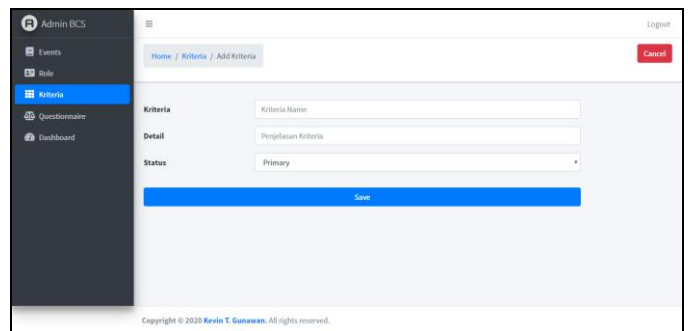 Admin BCS
Logout
Events
Role
Kriteria
Questionnaire
Dashboard
Home / Kriteria / Add Kriteria
Cancel
Kriteria
Kriteria Name
Detail
Penjelasan Kriteria
Status
Primary
Save
Copyright © 2020 Kevin T. Gunawan. All rights reserved.